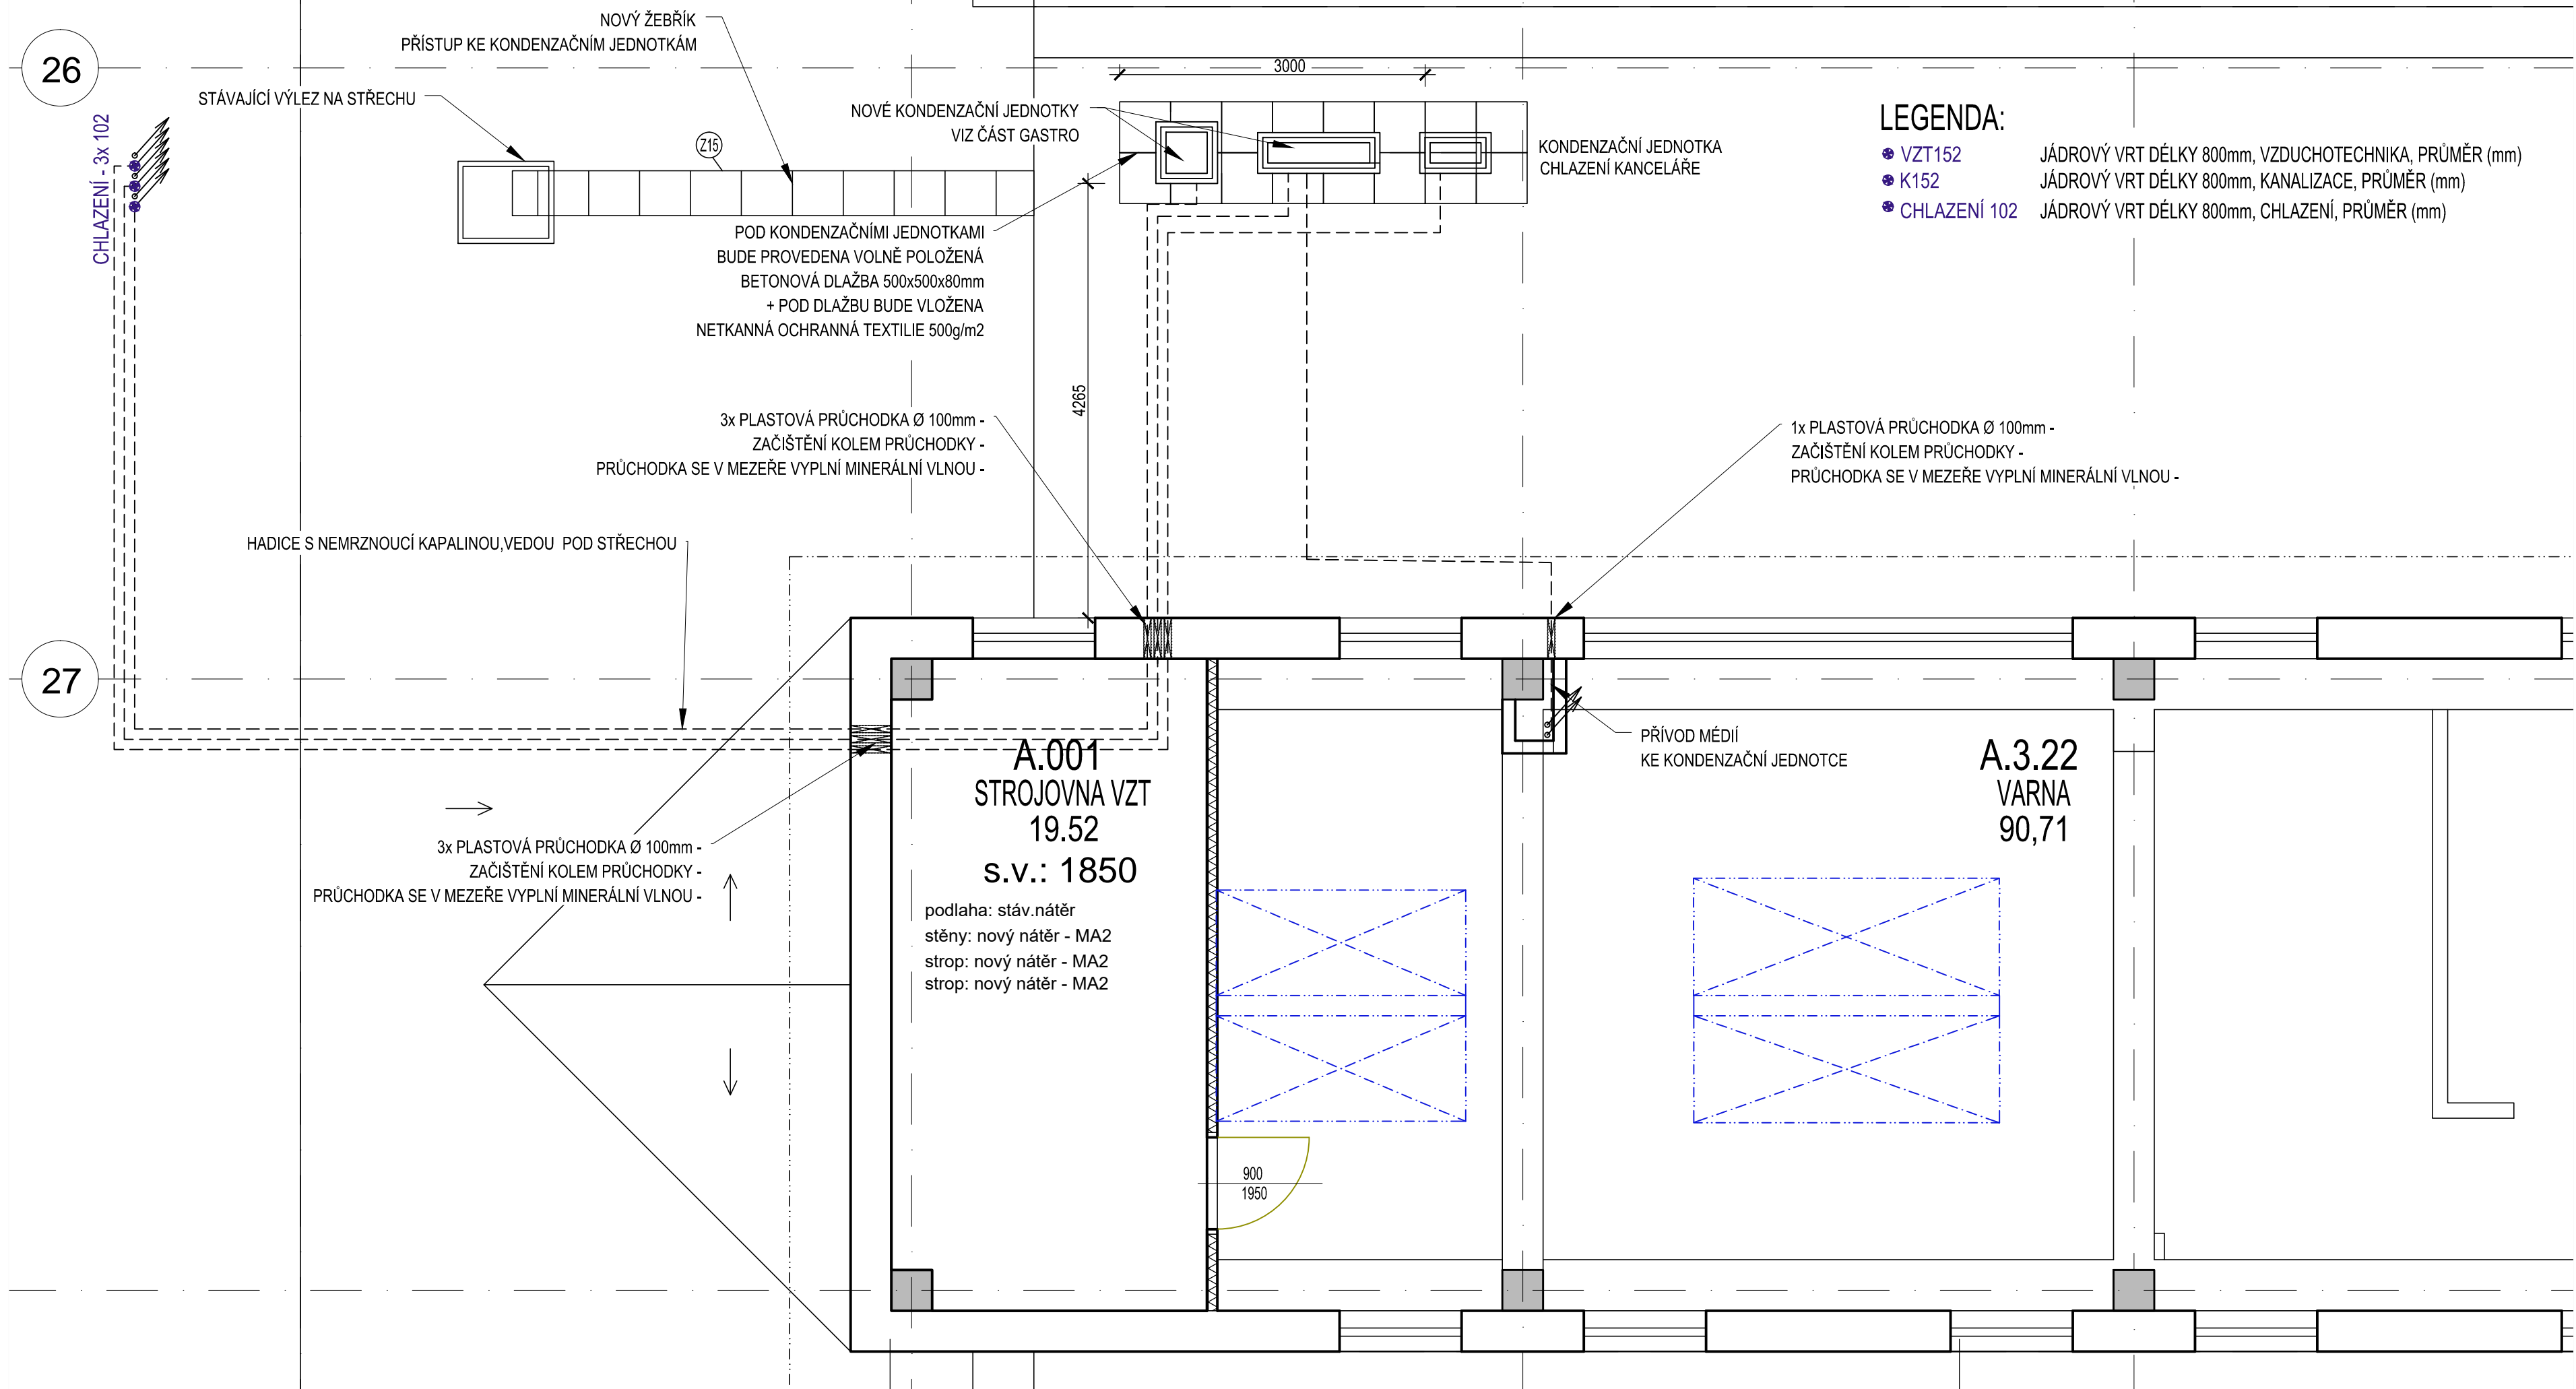 26
NOVÝ ŽEBŘÍK
PŘÍSTUP KE KONDENZAČNÍM JEDNOTKÁM
STÁVAJÍCÍ VÝLEZ NA STŘECHU
CHLAZENÍ - 3x 102
Z15
3000
NOVÉ KONDENZAČNÍ JEDNOTKY
VIZ ČÁST GASTRO
KONDENZAČNÍ JEDNOTKA
CHLAZENÍ KANCELÁŘE
LEGENDA:
VZT152 JÁDROVÝ VRT DÉLKY 800mm, VZDUCHOTECHNIKA, PRŮMĚR (mm)
K152 JÁDROVÝ VRT DÉLKY 800mm, KANALIZACE, PRŮMĚR (mm)
CHLAZENÍ 102 JÁDROVÝ VRT DÉLKY 800mm, CHLAZENÍ, PRŮMĚR (mm)
POD KONDENZAČNÍMI JEDNOTKAMI
BUDE PROVEDENA VOLNĚ POLOŽENÁ
BETONOVÁ DLAŽBA 500x500x80mm
+ POD DLAŽBU BUDE VLOŽENA
NETKANNÁ OCHRANNÁ TEXTILIE 500g/m2
4265
3x PLASTOVÁ PRŮCHODKA Ø 100mm -
ZAČIŠTĚNÍ KOLEM PRŮCHODKY -
PRŮCHODKA SE V MEZEŘE VYPLNÍ MINERÁLNÍ VLNOU -
1x PLASTOVÁ PRŮCHODKA Ø 100mm -
ZAČIŠTĚNÍ KOLEM PRŮCHODKY -
PRŮCHODKA SE V MEZEŘE VYPLNÍ MINERÁLNÍ VLNOU -
HADICE S NEMRZNOUCÍ KAPALINOU,VEDOU POD STŘECHOU
27
PŘÍVOD MÉDIÍ
KE KONDENZAČNÍ JEDNOTCE
A.001
STROJOVNA VZT
19.52
s.v.: 1850
podlaha: stáv.nátěr
stěny: nový nátěr - MA2
strop: nový nátěr - MA2
strop: nový nátěr - MA2
A.3.22
VARNA
90,71
3x PLASTOVÁ PRŮCHODKA Ø 100mm -
ZAČIŠTĚNÍ KOLEM PRŮCHODKY -
PRŮCHODKA SE V MEZEŘE VYPLNÍ MINERÁLNÍ VLNOU -
900
1950